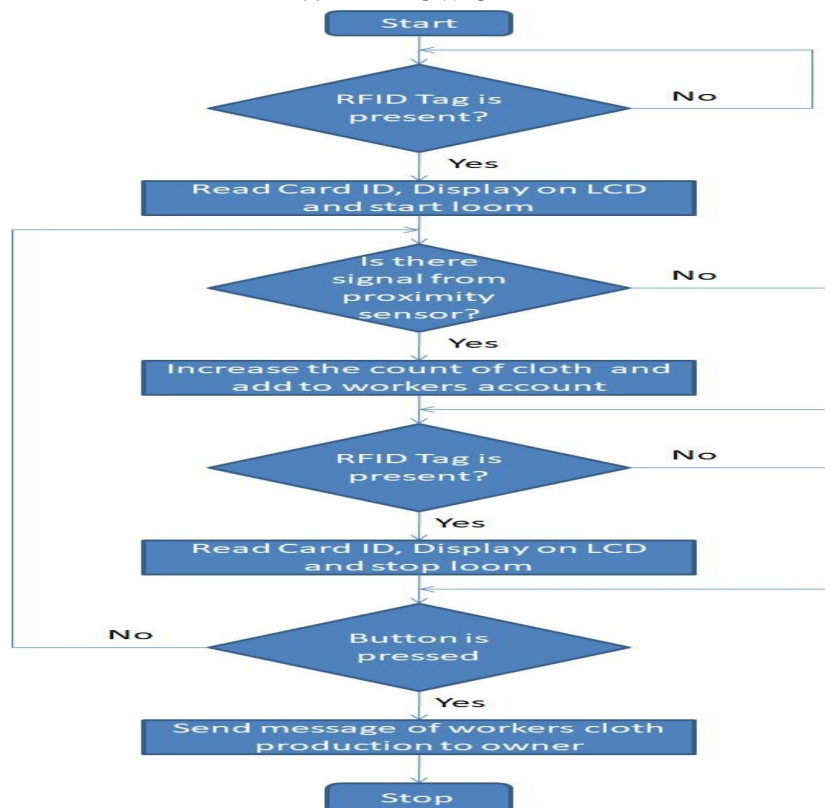 Start
RFID Tag is
present?
No
Yes
Read Card ID, Display on LCD
and start loom
Is there
signal from
proximity
sensor?
No
Yes
Increase the count of cloth and
add to workers account
RFID Tag is
present?
No
Yes
Read Card ID, Display on LCD
and stop loom
No
Button is
pressed
Yes
Send message of workers cloth
production to owner
Stop